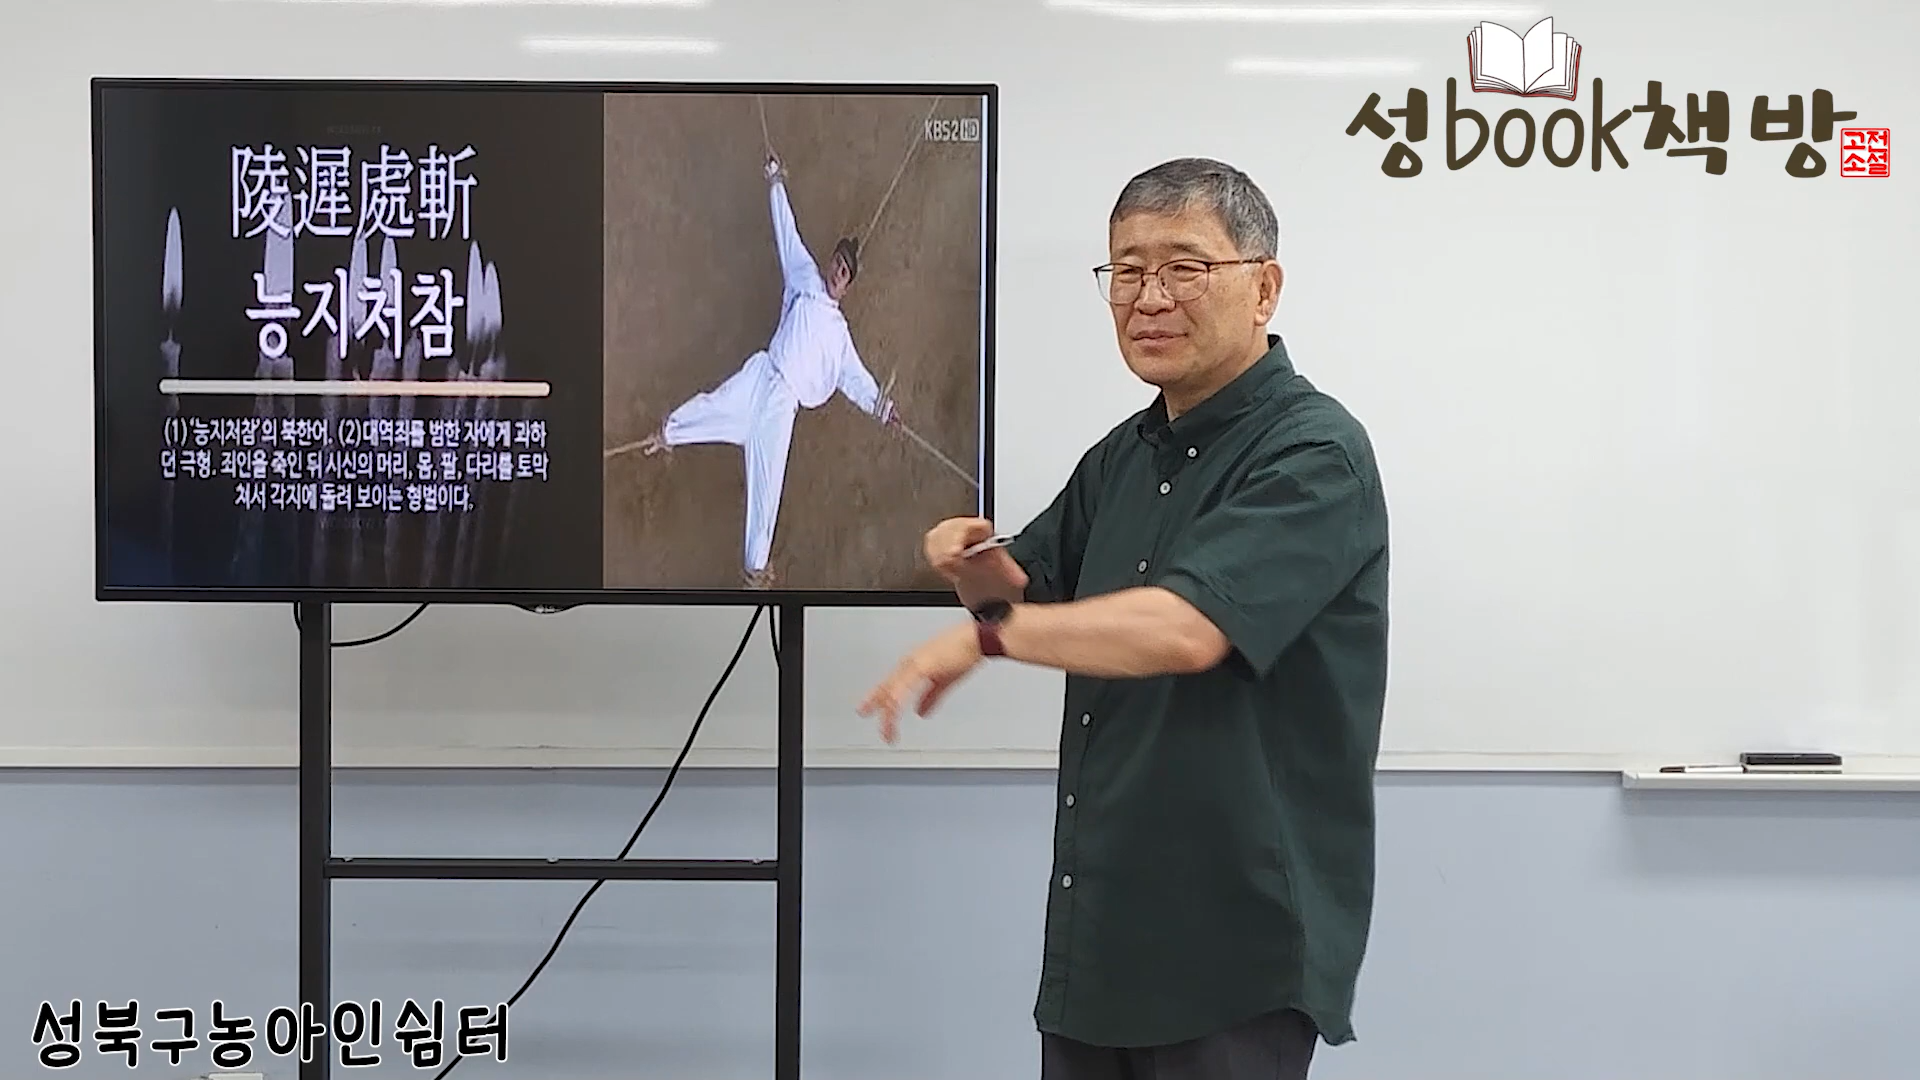 성book책방
고전
소설
KBS2 HD
陵遲處斬
능지처참
(1)‘능지처참’의 북한어. (2)대역죄를 범한 자에게 과하
던 극형. 죄인을 죽인 뒤 시신의 머리, 몸, 팔, 다리를 토막
쳐서 각지에 돌려 보이는 형벌이다.
성북구농아인쉼터